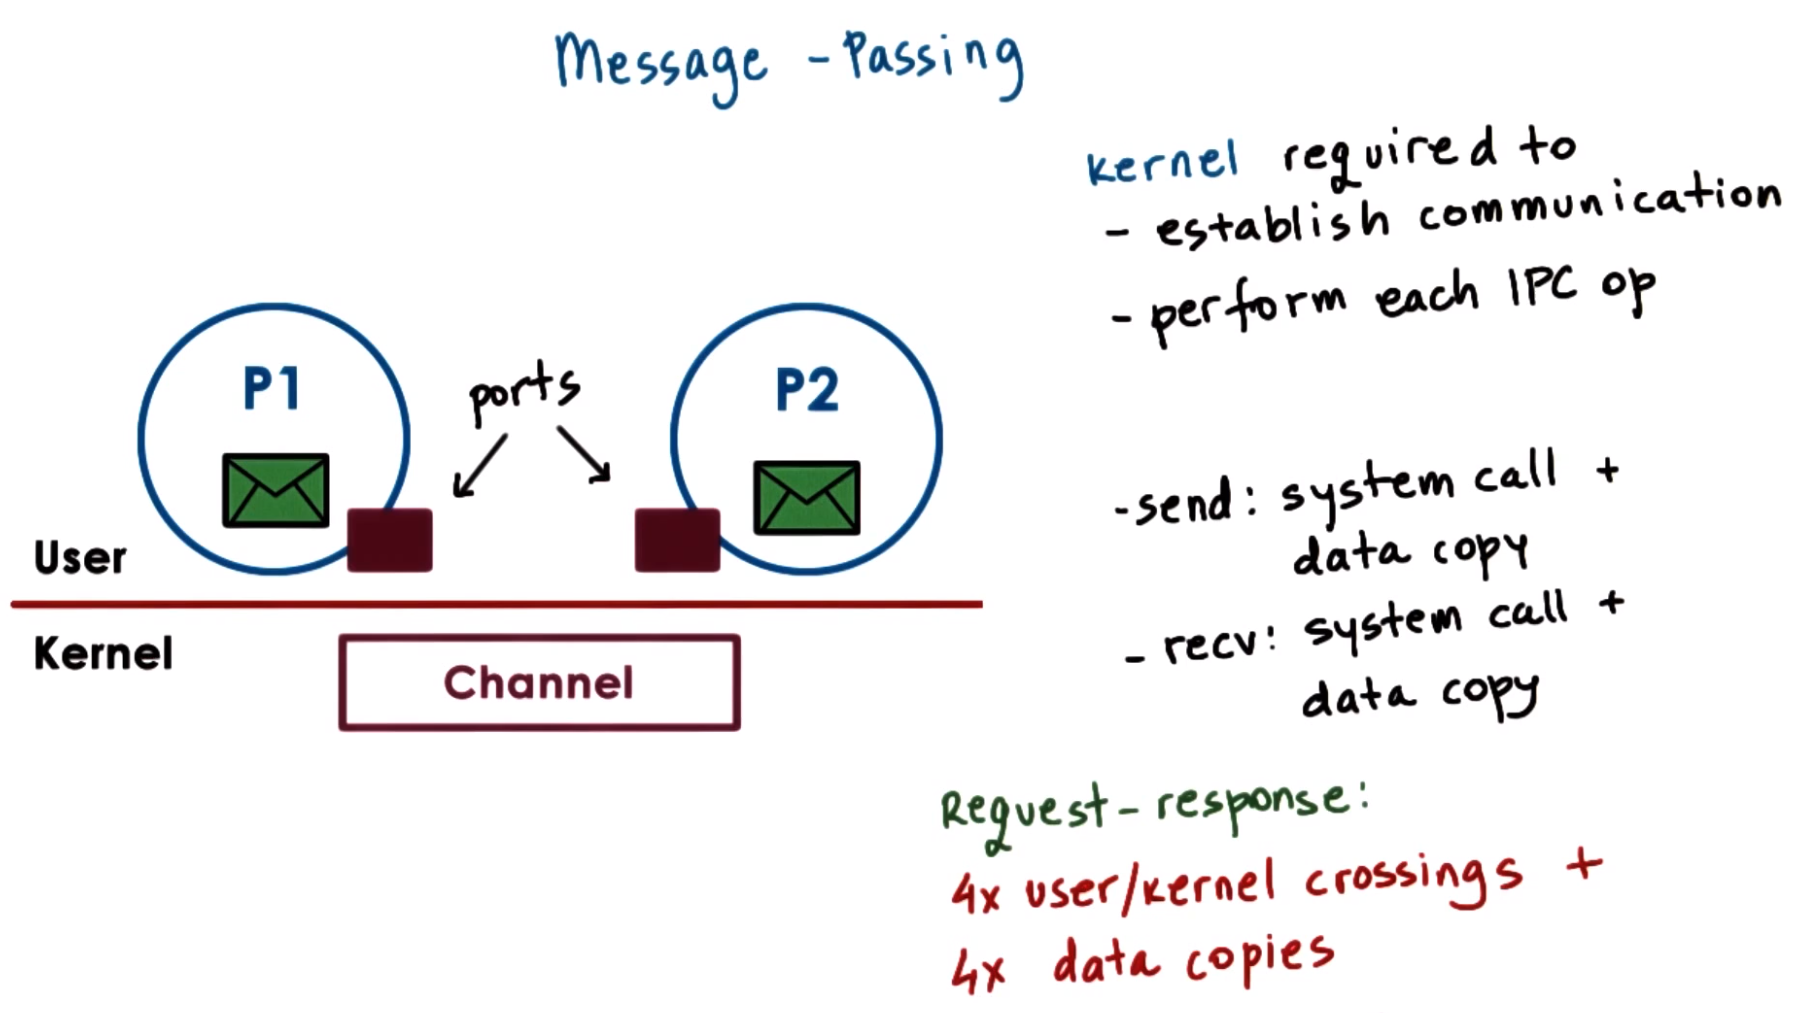 Message - Passing
kernel required to
- establish communication
- perform each IPC op
P1
ports
P2
- send: system call +
data copy
- recv: system call +
data copy
User
Kernel
Channel
Request - response:
4x user/kernel crossings +
4x data copies